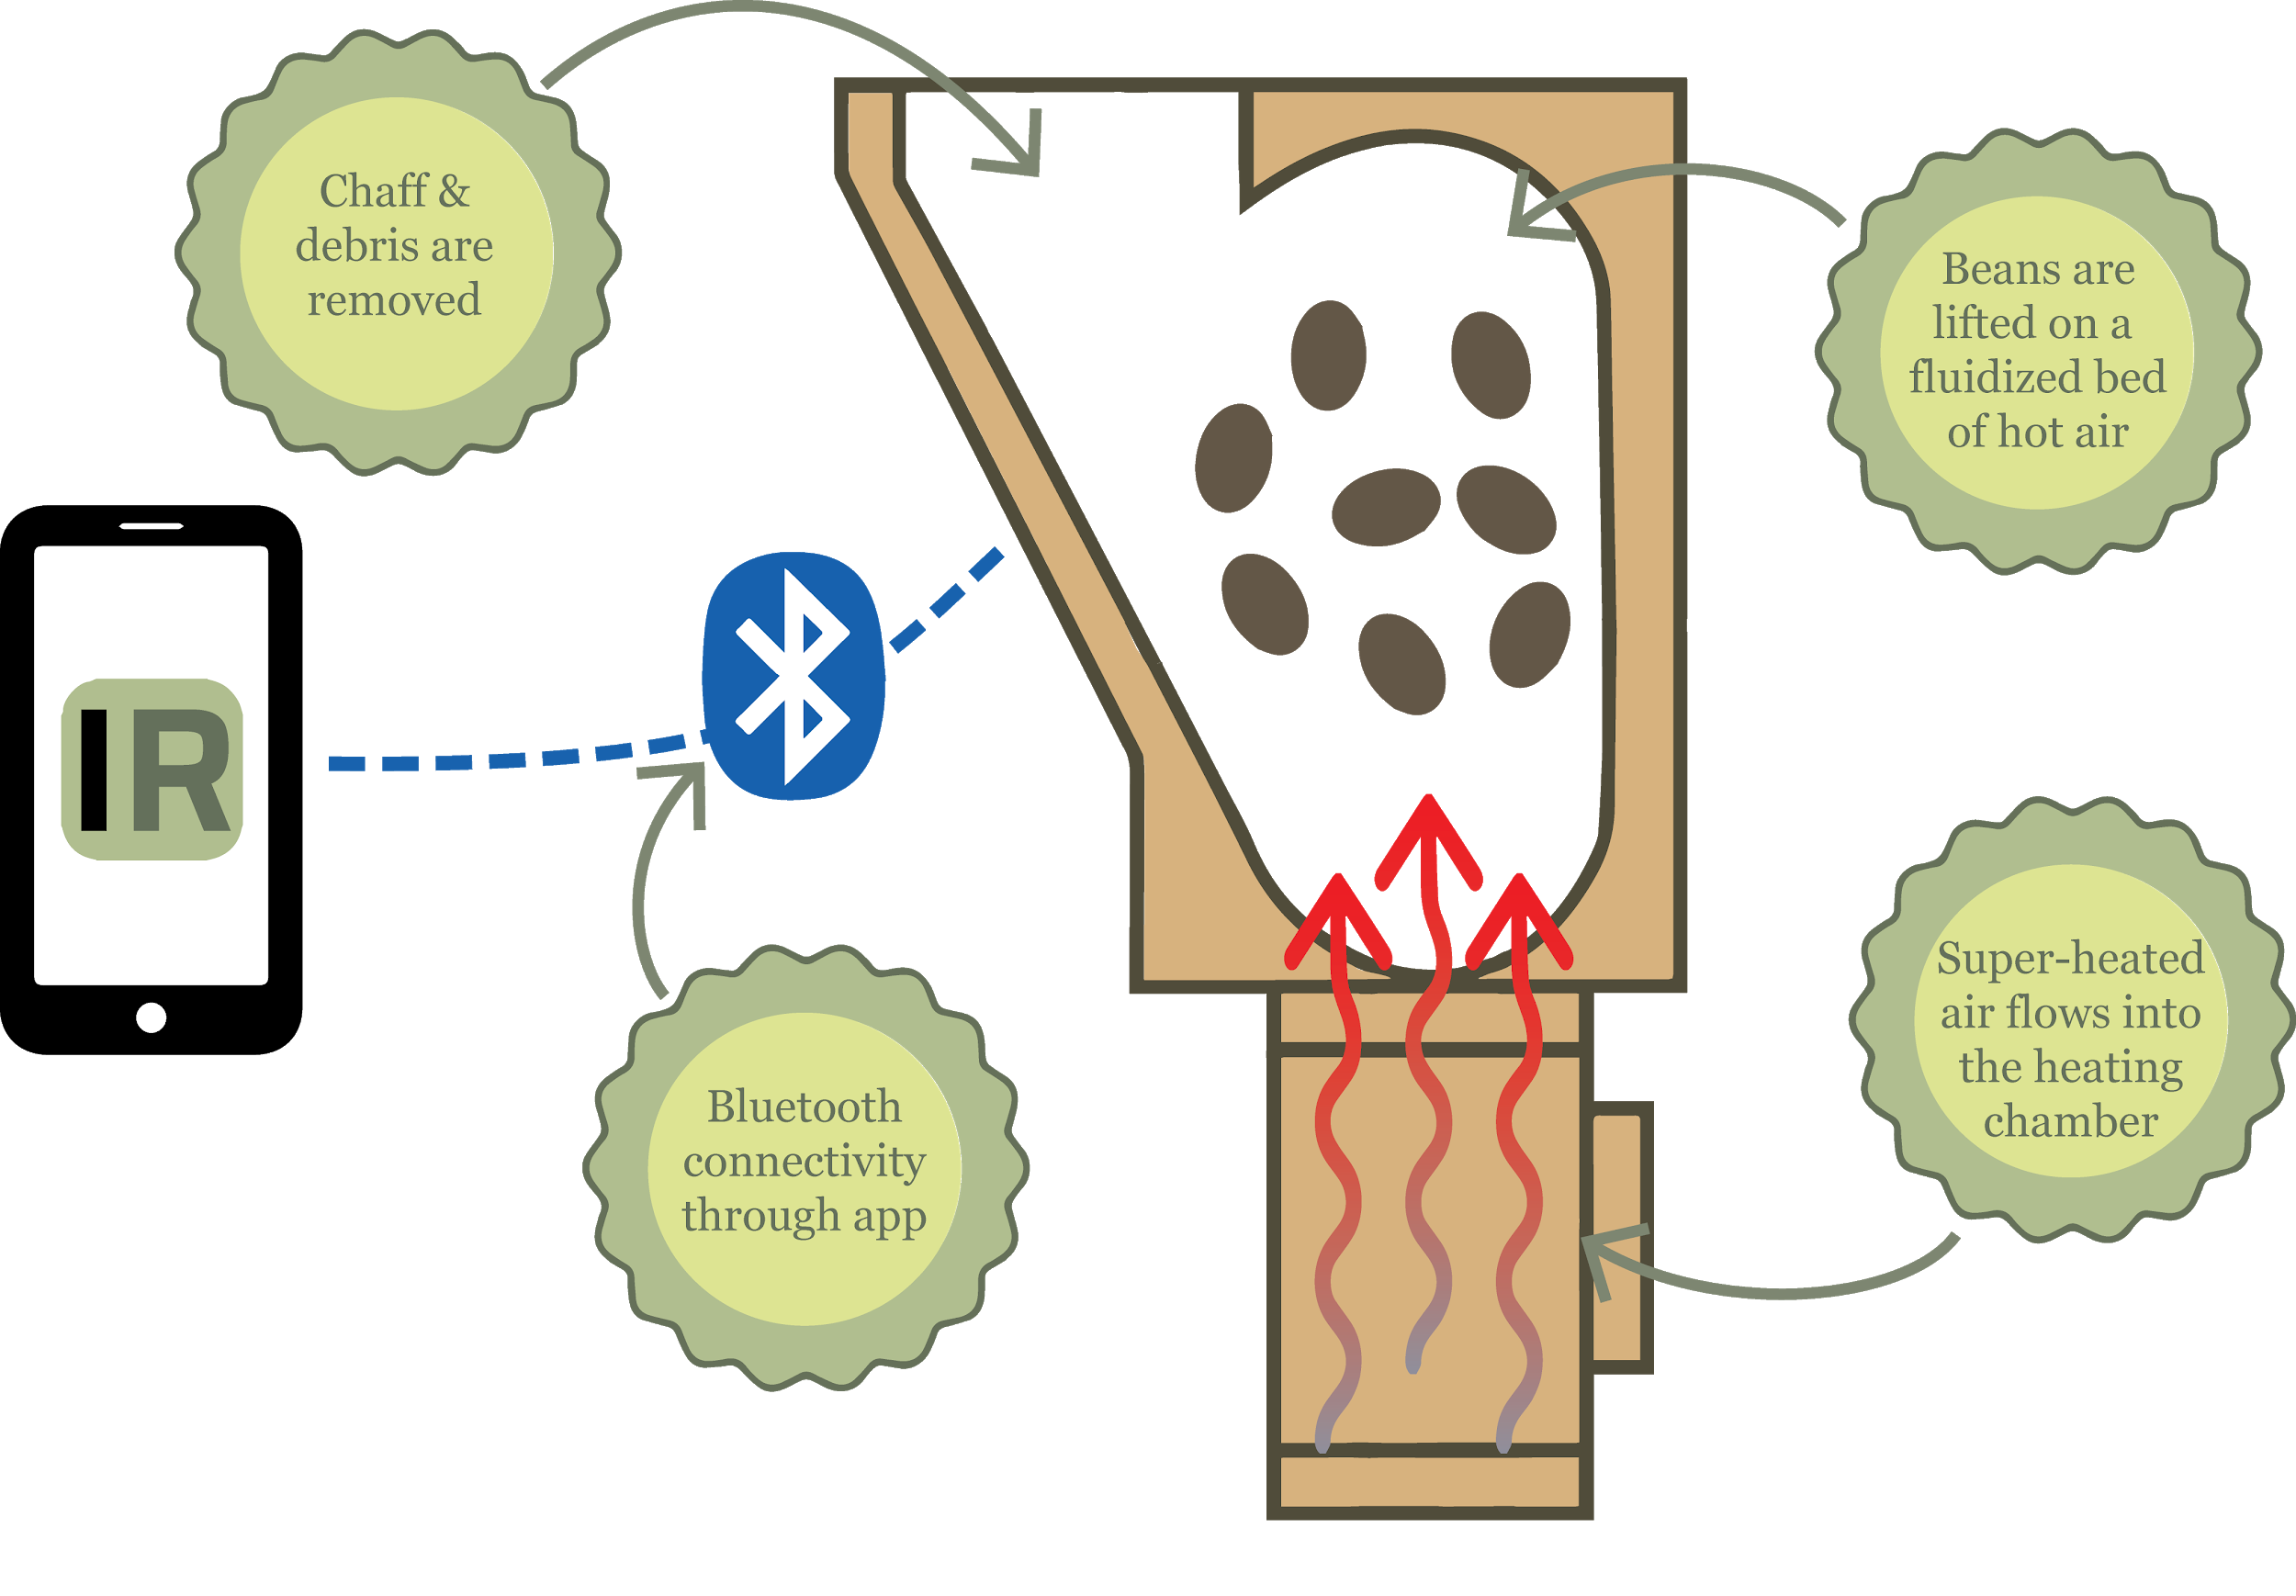 Chaff &
debris are
removed
Beans are
lifted on a
fluidized bed
of hot air
IR
Super-heated
air flows into
the heating
chamber
Bluetooth
connectivity
through app